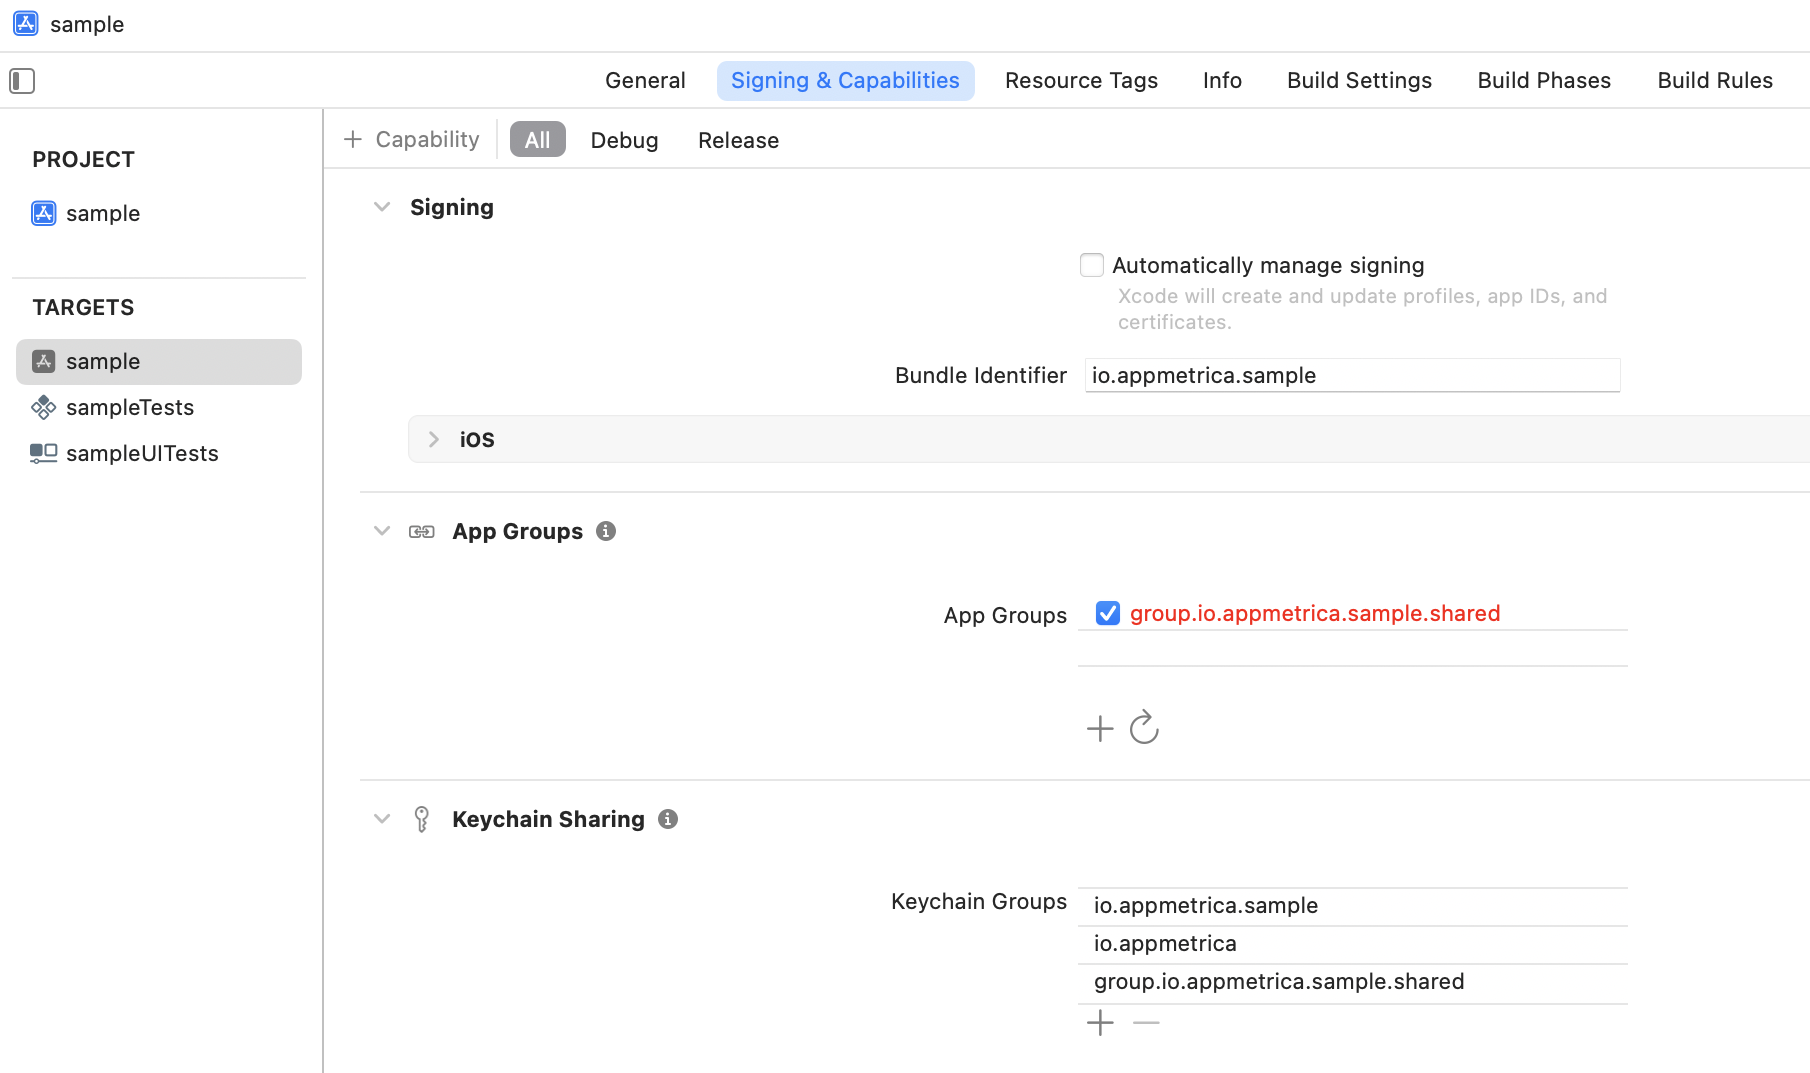 sample
General
Signing & Capabilities
Resource Tags
Info
Build Settings
Build Phases
Build Rules
PROJECT
sample
TARGETS
sample
sampleTests
sampleUITests
+ Capability
All
Debug
Release
Signing
Automatically manage signing
Xcode will create and update profiles, app IDs, and
certificates.
Bundle Identifier
io.appmetrica.sample
iOS
App Groups
App Groups
group.io.appmetrica.sample.shared
Keychain Sharing
Keychain Groups
io.appmetrica.sample
io.appmetrica
group.io.appmetrica.sample.shared